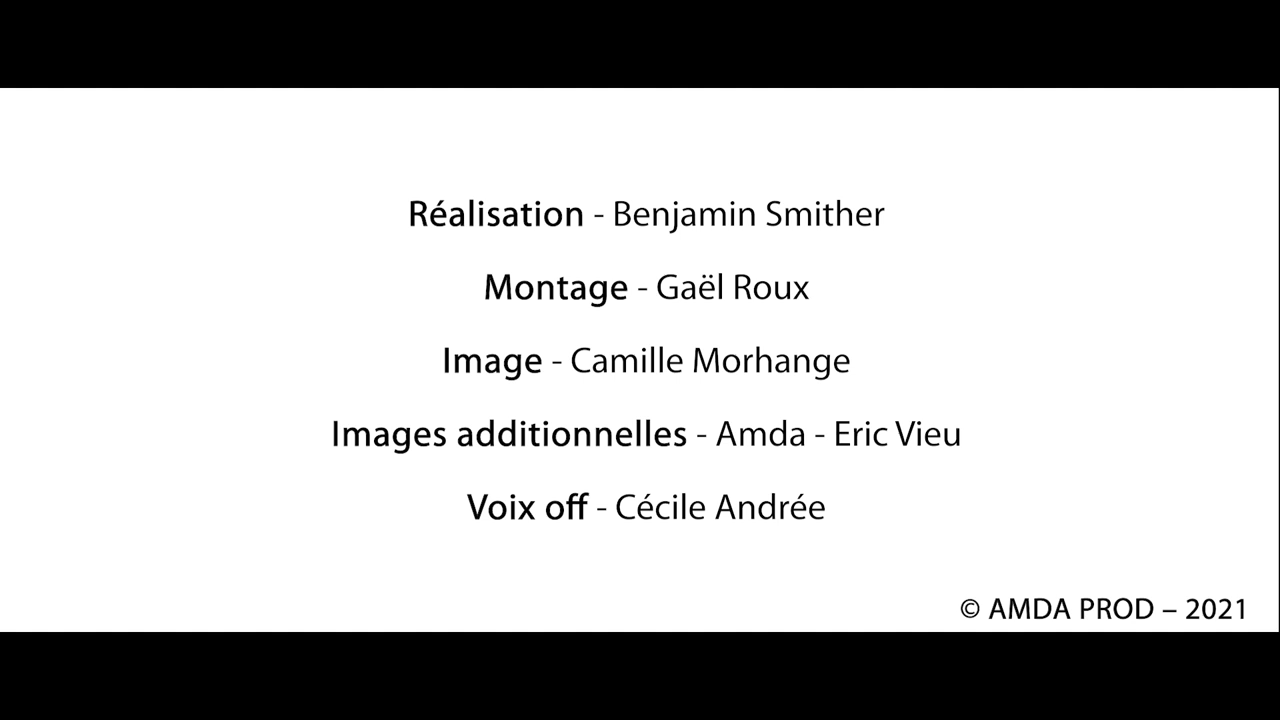 Réalisation - Benjamin Smither
Montage - Gaël Roux
Image - Camille Morhange
Images additionnelles - Amda - Eric Vieu
Voix off - Cécile Andrée
© AMDA PROD – 2021